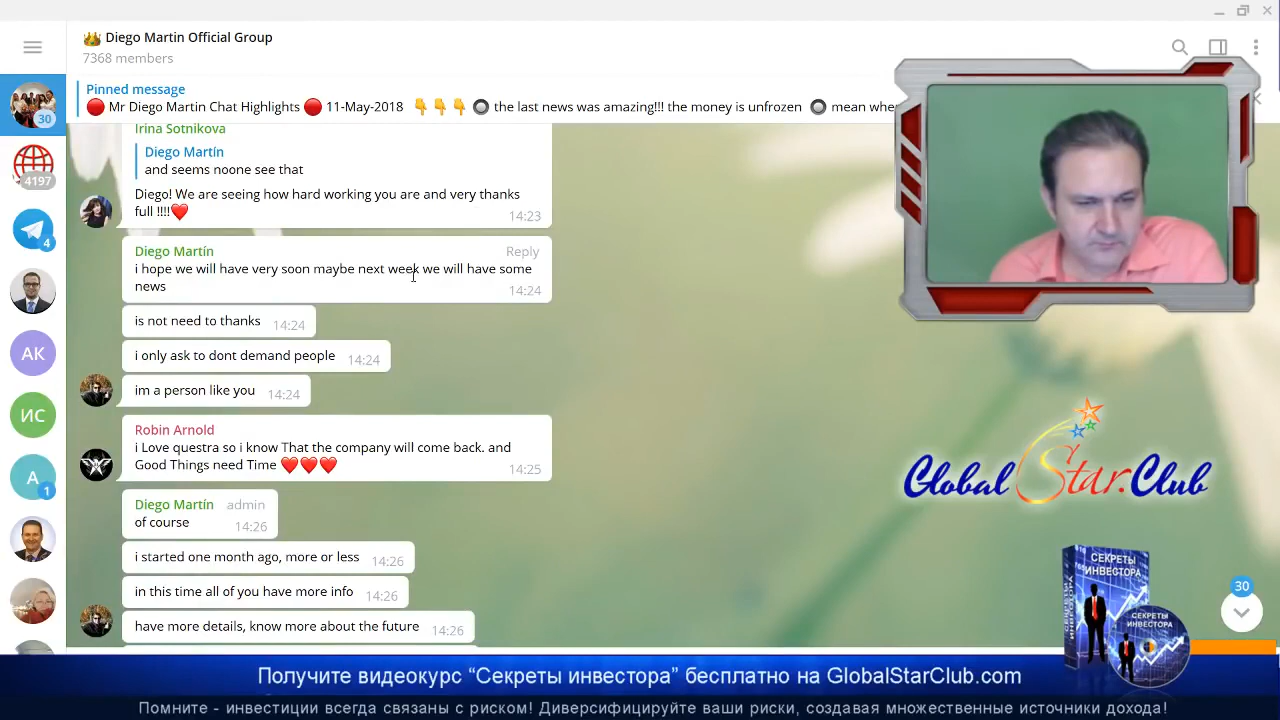 Diego Martin Official Group
7368 members
Pinned message
🔴 Mr Diego Martin Chat Highlights 🔴 11-May-2018 👇👇👇 🔘 the last news was amazing!!! the money is unfrozen 🔘 mean
30
4197
4
АК
ИС
А
1
Irina Sotnikova
Diego Martín
and seems noone see that
Diego! We are seeing how hard working you are and very thanks
full !!!!❤️
14:23
Diego Martín Reply
i hope we will have very soon maybe next week we will have some
news
14:24
is not need to thanks 14:24
i only ask to dont demand people 14:24
im a person like you 14:24
Robin Arnold
i Love questra so i know That the company will come back. and
Good Things need Time ❤️❤️❤️
14:25
Diego Martín admin
of course 14:26
i started one month ago, more or less 14:26
in this time all of you have more info 14:26
have more details, know more about the future 14:26
Global Star.Club
СЕКРЕТЫ
ИНВЕСТОРА
СЕКРЕТЫ
ИНВЕСТОРА
30
Получите видеокурс “Секреты инвестора” бесплатно на GlobalStarClub.com
Помните - инвестиции всегда связаны с риском! Диверсифицируйте ваши риски, создавая множественные источники дохода!